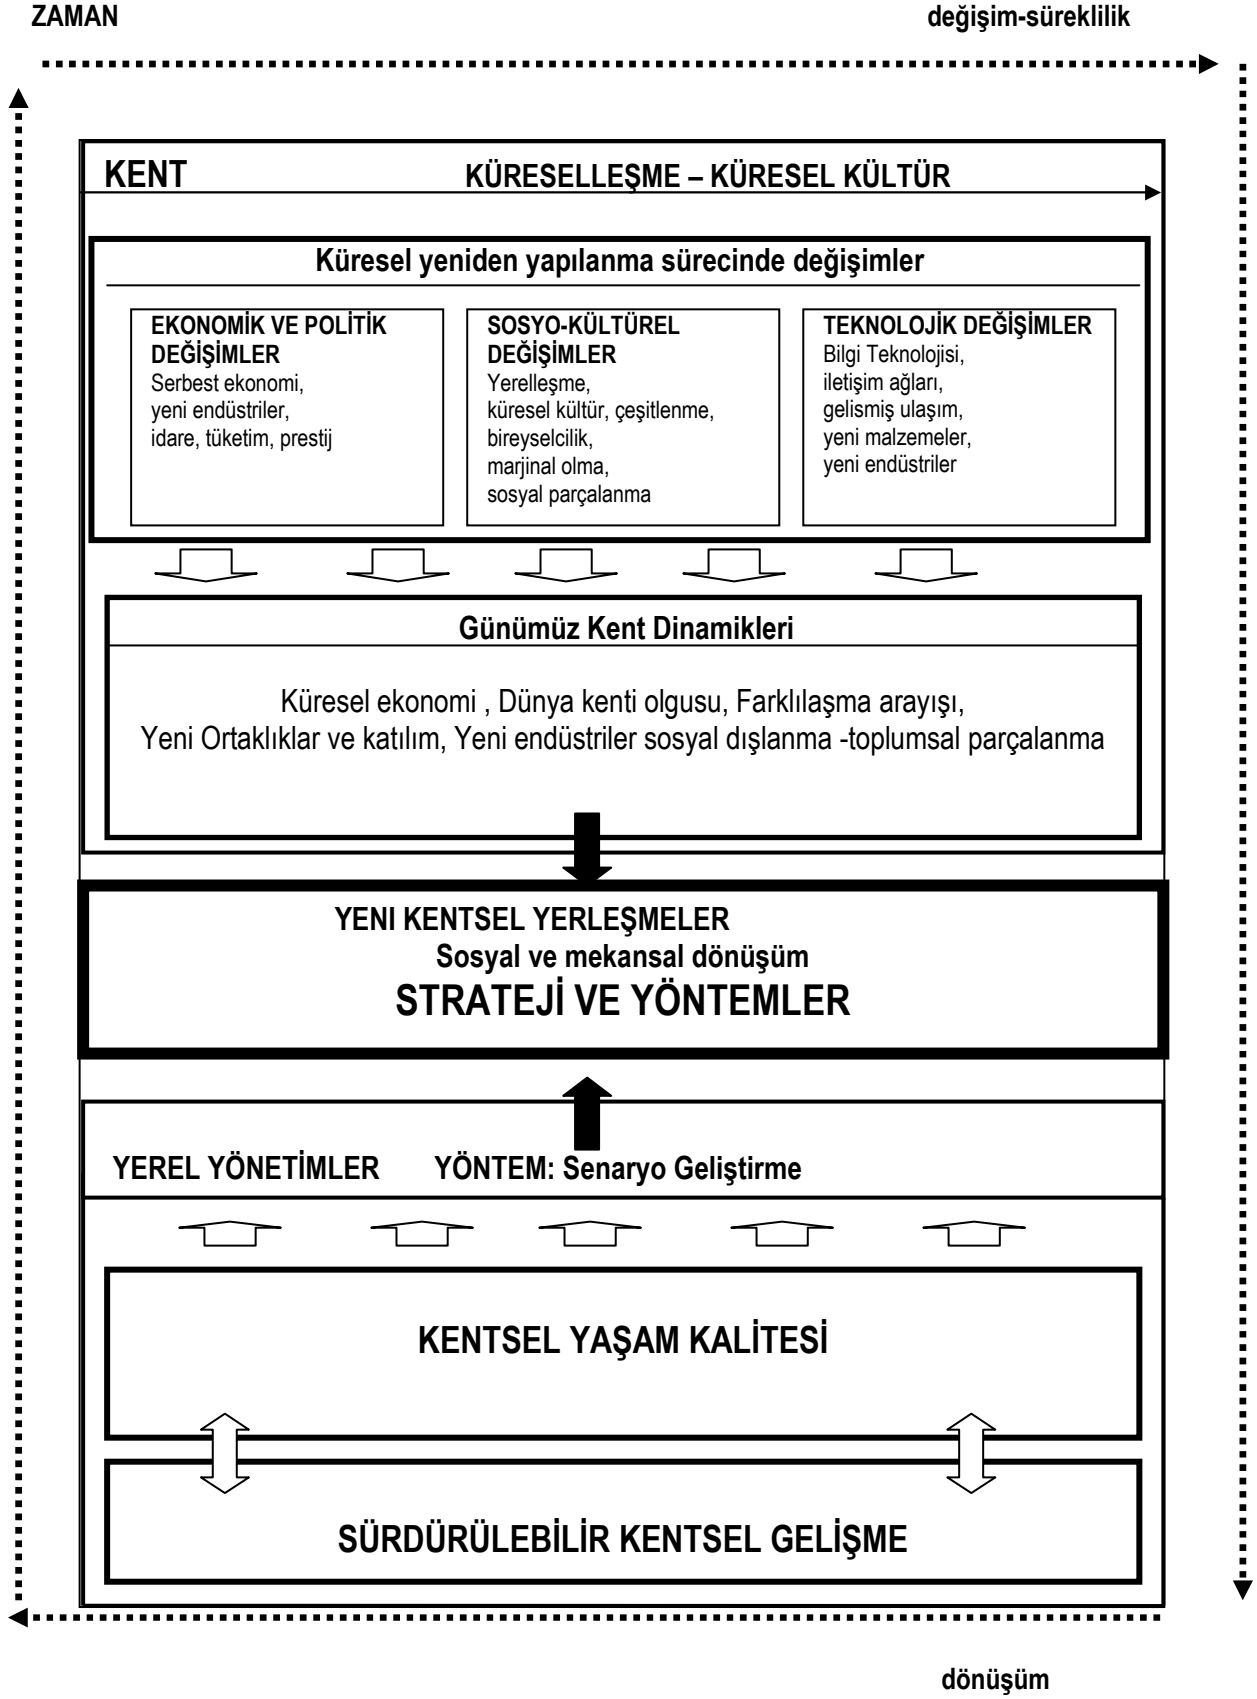 ZAMAN değişim-süreklilik
KENT KÜRESELLEŞME – KÜRESEL KÜLTÜR
Küresel yeniden yapılanma sürecinde değişimler
EKONOMİK VE POLİTİK
DEĞİŞİMLER
Serbest ekonomi,
yeni endüstriler,
idare, tüketim, prestij
SOSYO-KÜLTÜREL
DEĞİŞİMLER
Yerelleşme,
küresel kültür, çeşitlenme,
bireyselcilik,
marjinal olma,
sosyal parçalanma
TEKNOLOJİK DEĞİŞİMLER
Bilgi Teknolojisi,
iletişim ağları,
gelismiş ulaşım,
yeni malzemeler,
yeni endüstriler
Günümüz Kent Dinamikleri
Küresel ekonomi , Dünya kenti olgusu, Farklılaşma arayışı,
Yeni Ortaklıklar ve katılım, Yeni endüstriler sosyal dışlanma -toplumsal parçalanma
YENI KENTSEL YERLEŞMELER
Sosyal ve mekansal dönüşüm
STRATEJİ VE YÖNTEMLER
YEREL YÖNETİMLER YÖNTEM: Senaryo Geliştirme
KENTSEL YAŞAM KALİTESİ
SÜRDÜRÜLEBİLİR KENTSEL GELİŞME
dönüşüm